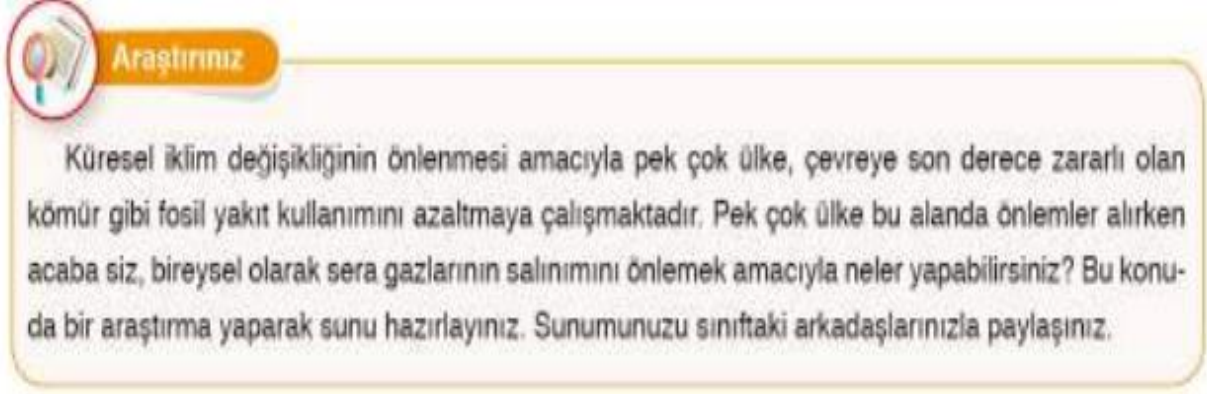 Araştırınız
Küresel iklim değişikliğinin önlenmesi amacıyla pek çok ülke, çevreye son derece zararlı olan
kömür gibi fosil yakıt kullanımını azaltmaya çalışmaktadır. Pek çok ülke bu alanda önlemler alırken
acaba siz, bireysel olarak sera gazlarının salınımını önlemek amacıyla neler yapabilirsiniz? Bu konu-
da bir araştırma yaparak sunu hazırlayınız. Sunumunuzu sınıftaki arkadaşlarınızla paylaşınız.